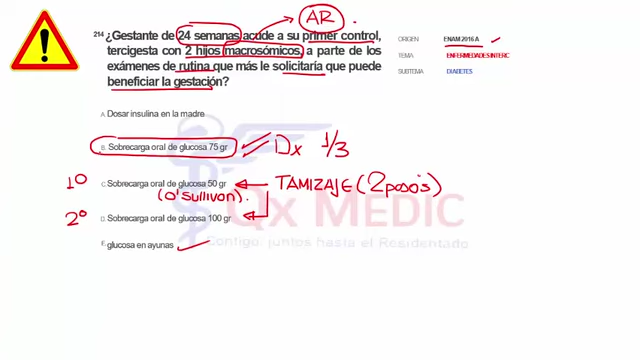 AR
214 ¿Gestante de 24 semanas acude a su primer control,
tercigesta con 2 hijos macrosómicos, a parte de los
exámenes de rutina que más le solicitaría que puede
beneficiar la gestación?
ORIGEN ENAM 2016 A
TEMA ENFERMEDADES INTERC
SUBTEMA DIABETES
A. Dosar insulina en la madre
B. Sobrecarga oral de glucosa 75 gr Dx 1/3
1º C. Sobrecarga oral de glucosa 50 gr TAMIZAJE (2 pasos)
(O'Sullivan).
2º D. Sobrecarga oral de glucosa 100 gr
QX MEDIC
Contigo, juntos hasta el Residentado
E. glucosa en ayunas